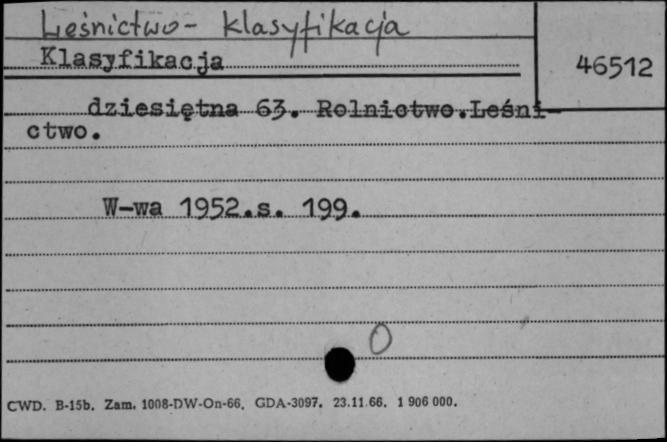 Leśnictwo - klasyfikacja
Klasyfikacja
46512
dziesiętna 63. Rolnictwo.Leśni-
ctwo.
W-wa 1952.s. 199.
0
CWD. B-15b. Zam. 1008-DW-On-66. GDA-3097. 23.11.66. 1 906 000.